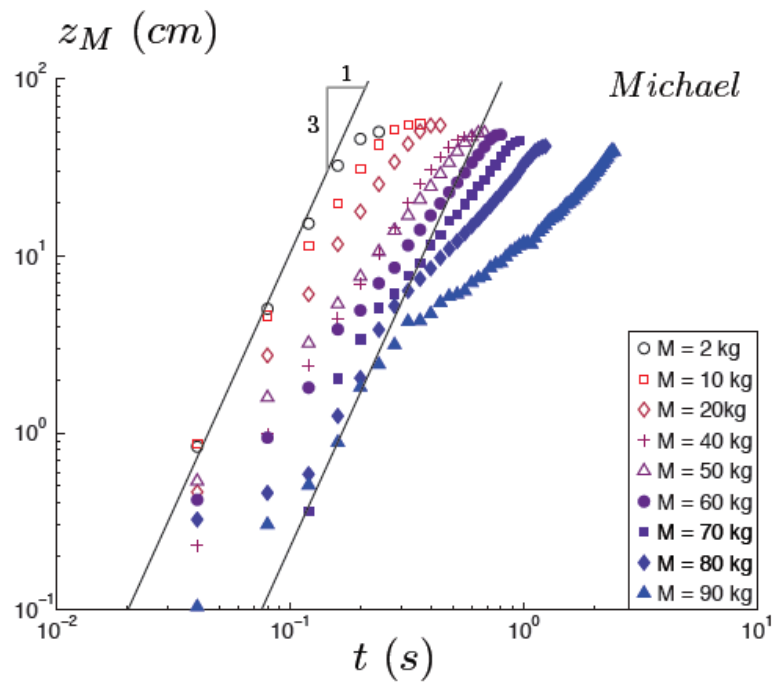 z_M (cm)
Michael
1
3
10^2
10^1
10^0
10^-1
10^-2
10^-1
10^0
10^1
t (s)
M = 2 kg
M = 10 kg
M = 20kg
M = 40 kg
M = 50 kg
M = 60 kg
M = 70 kg
M = 80 kg
M = 90 kg